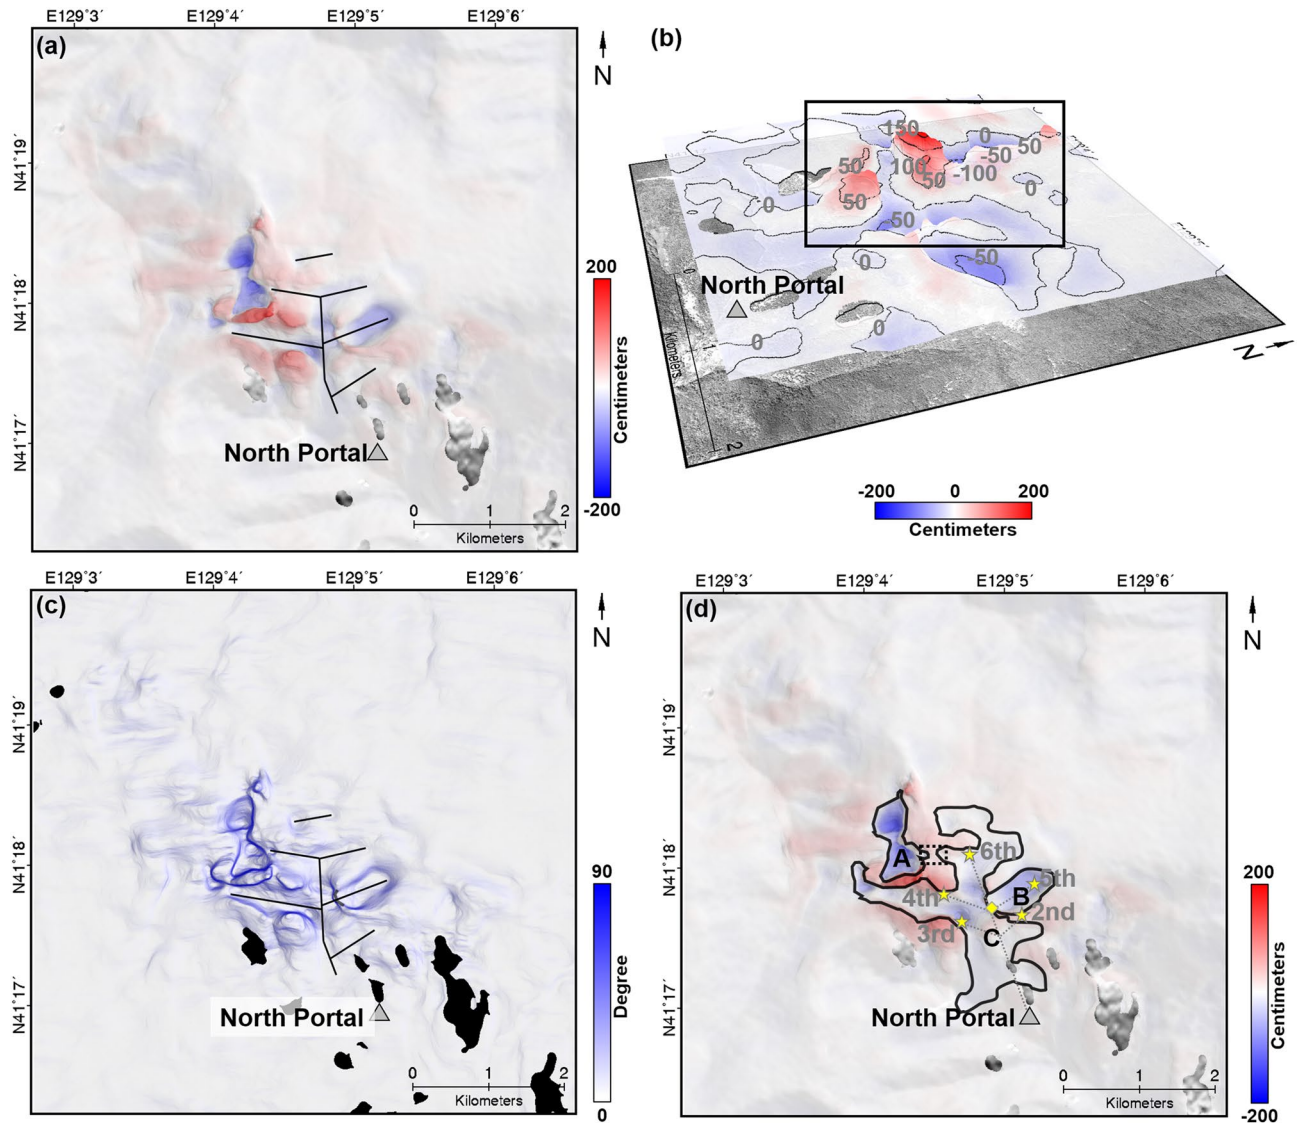 E129°3′ E129°4′ E129°5′ E129°6′
(a)
N
N41°19′
N41°18′
N41°17′
North Portal
0 1 2
Kilometers
200
Centimeters
-200
(b)
150
0
50
-50
50
100
-100
50
0
50
0
50
-50
0
North Portal
0
0
0
1
2
Kilometers
N
-200 0 200
Centimeters
E129°3′ E129°4′ E129°5′ E129°6′
(c)
N
N41°19′
N41°18′
N41°17′
North Portal
0 1 2
Kilometers
90
Degree
0
E129°3′ E129°4′ E129°5′ E129°6′
(d)
N
N41°19′
N41°18′
N41°17′
A
6th
5th
B
4th
2nd
3rd
C
North Portal
0 1 2
Kilometers
200
Centimeters
-200